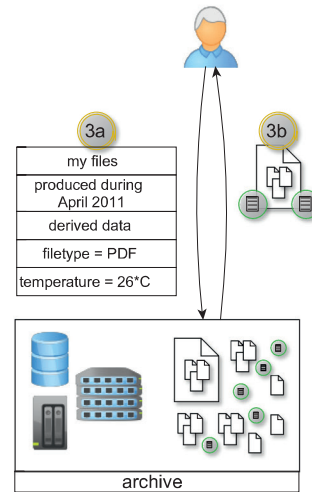 3a
3b
my files
produced during
April 2011
derived data
filetype = PDF
temperature = 26*C
archive